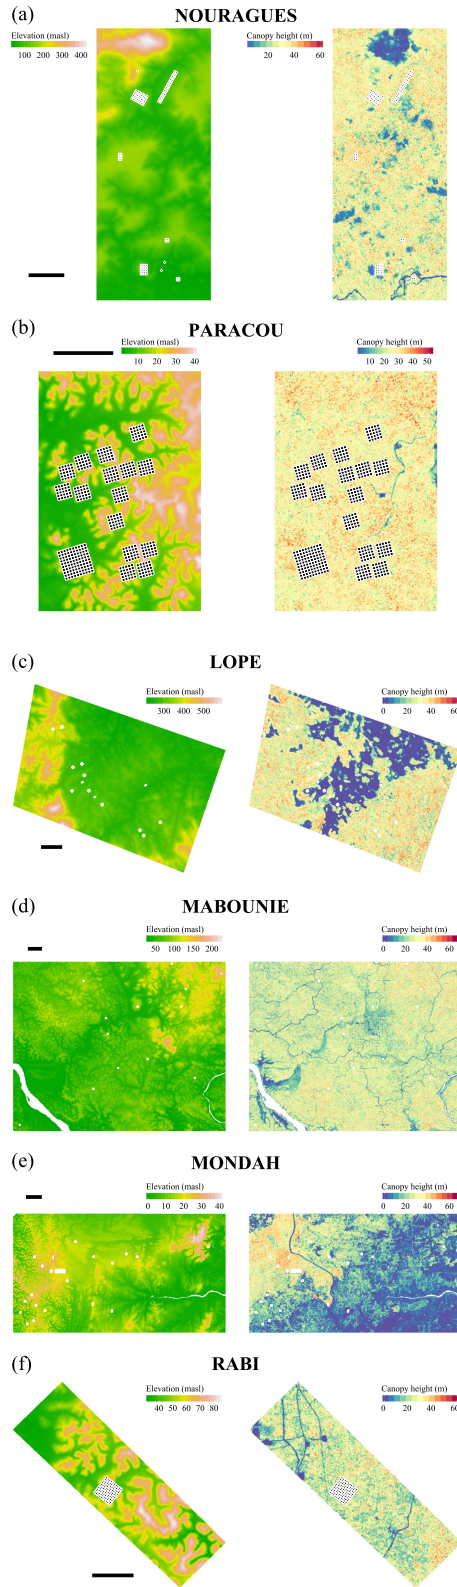 (a)
NOURAGUES
Elevation (masl)
100 200 300 400
Canopy height (m)
0 20 40 60
(b)
PARACOU
Elevation (masl)
10 20 30 40
Canopy height (m)
10 20 30 40 50
(c)
LOPE
Elevation (masl)
300 400 500
Canopy height (m)
0 20 40 60
(d)
MABOUNIE
Elevation (masl)
50 100 150 200
Canopy height (m)
0 20 40 60
(e)
MONDAH
Elevation (masl)
0 10 20 30 40
Canopy height (m)
0 20 40 60
(f)
RABI
Elevation (masl)
40 60 80
Canopy height (m)
0 20 40 60